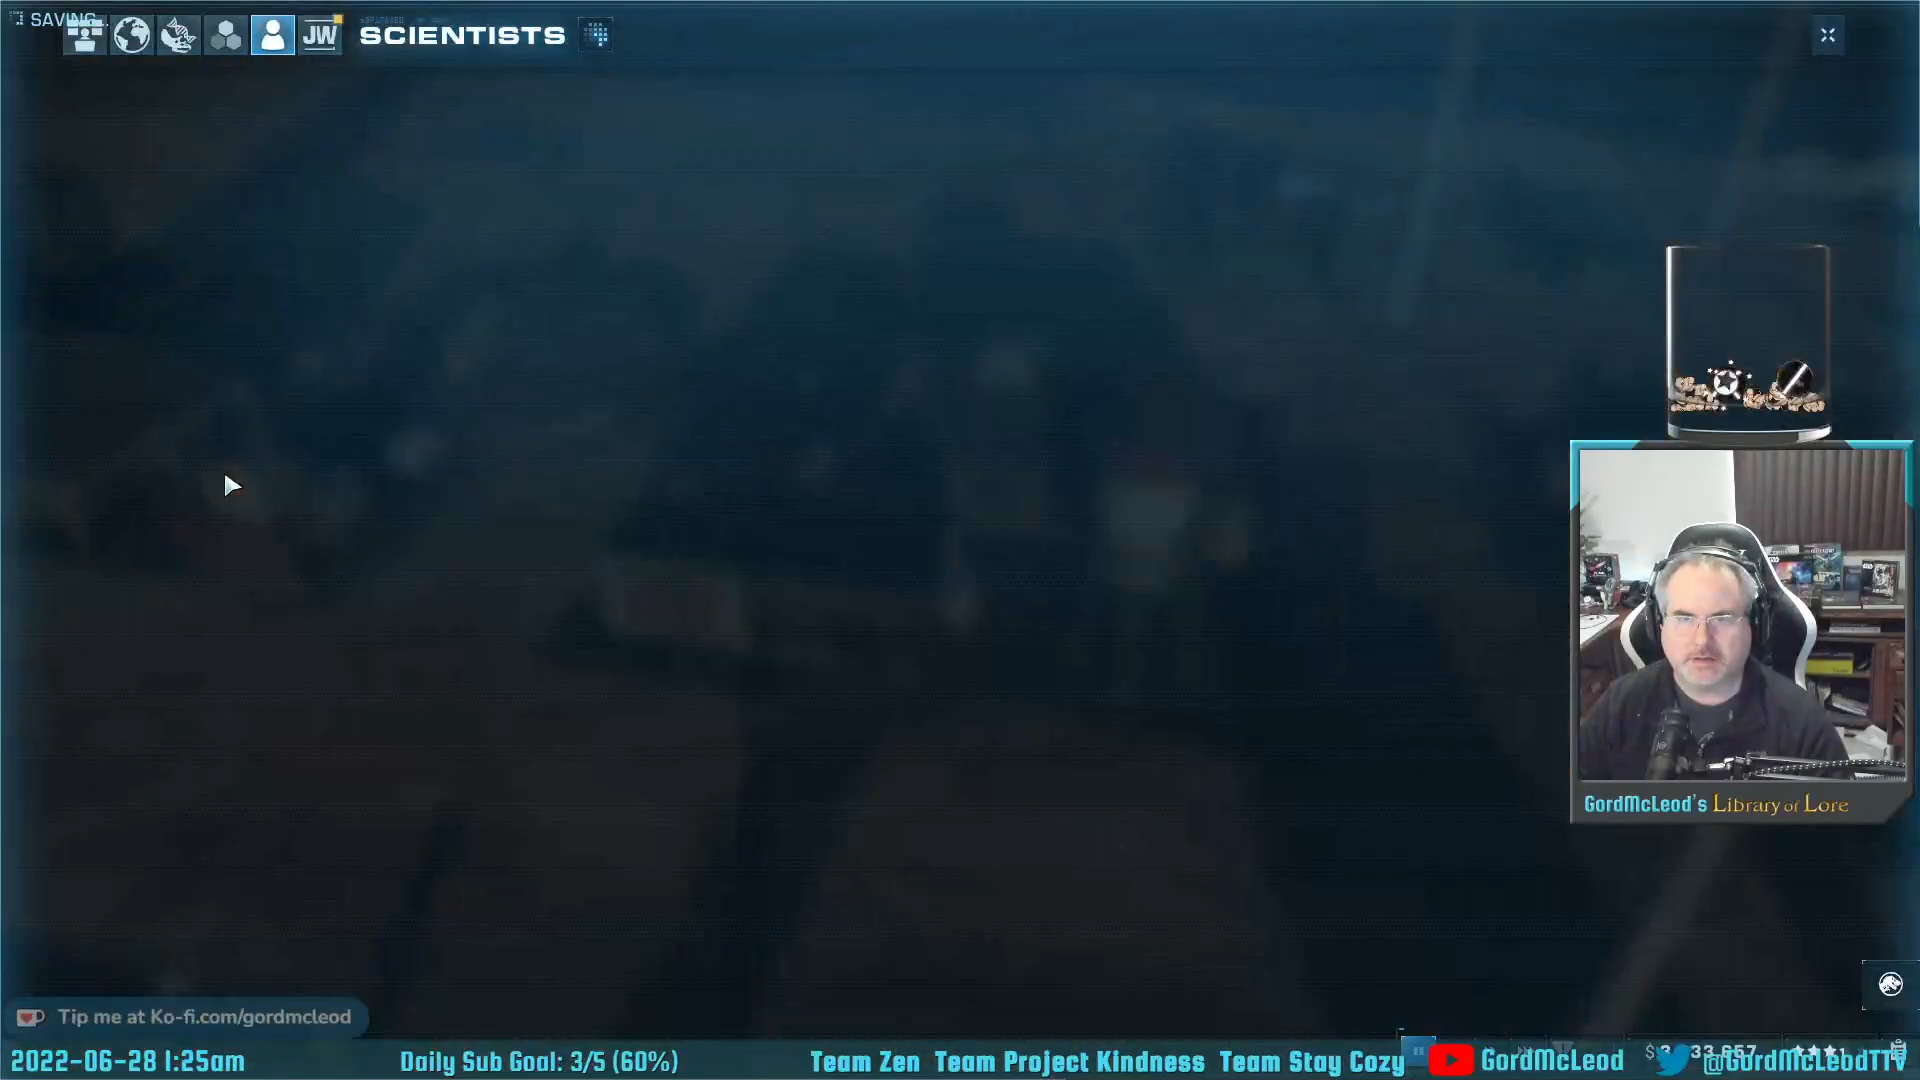 SAVING...
JW
SCIENTISTS
GordMcLeod's Library of Lore
Tip me at Ko-fi.com/gordmcleod
2022-06-28 1:25am
Daily Sub Goal: 3/5 (60%)
Team Zen Team Project Kindness Team Stay Cozy
GordMcLeod
@GordMcLeodTTV